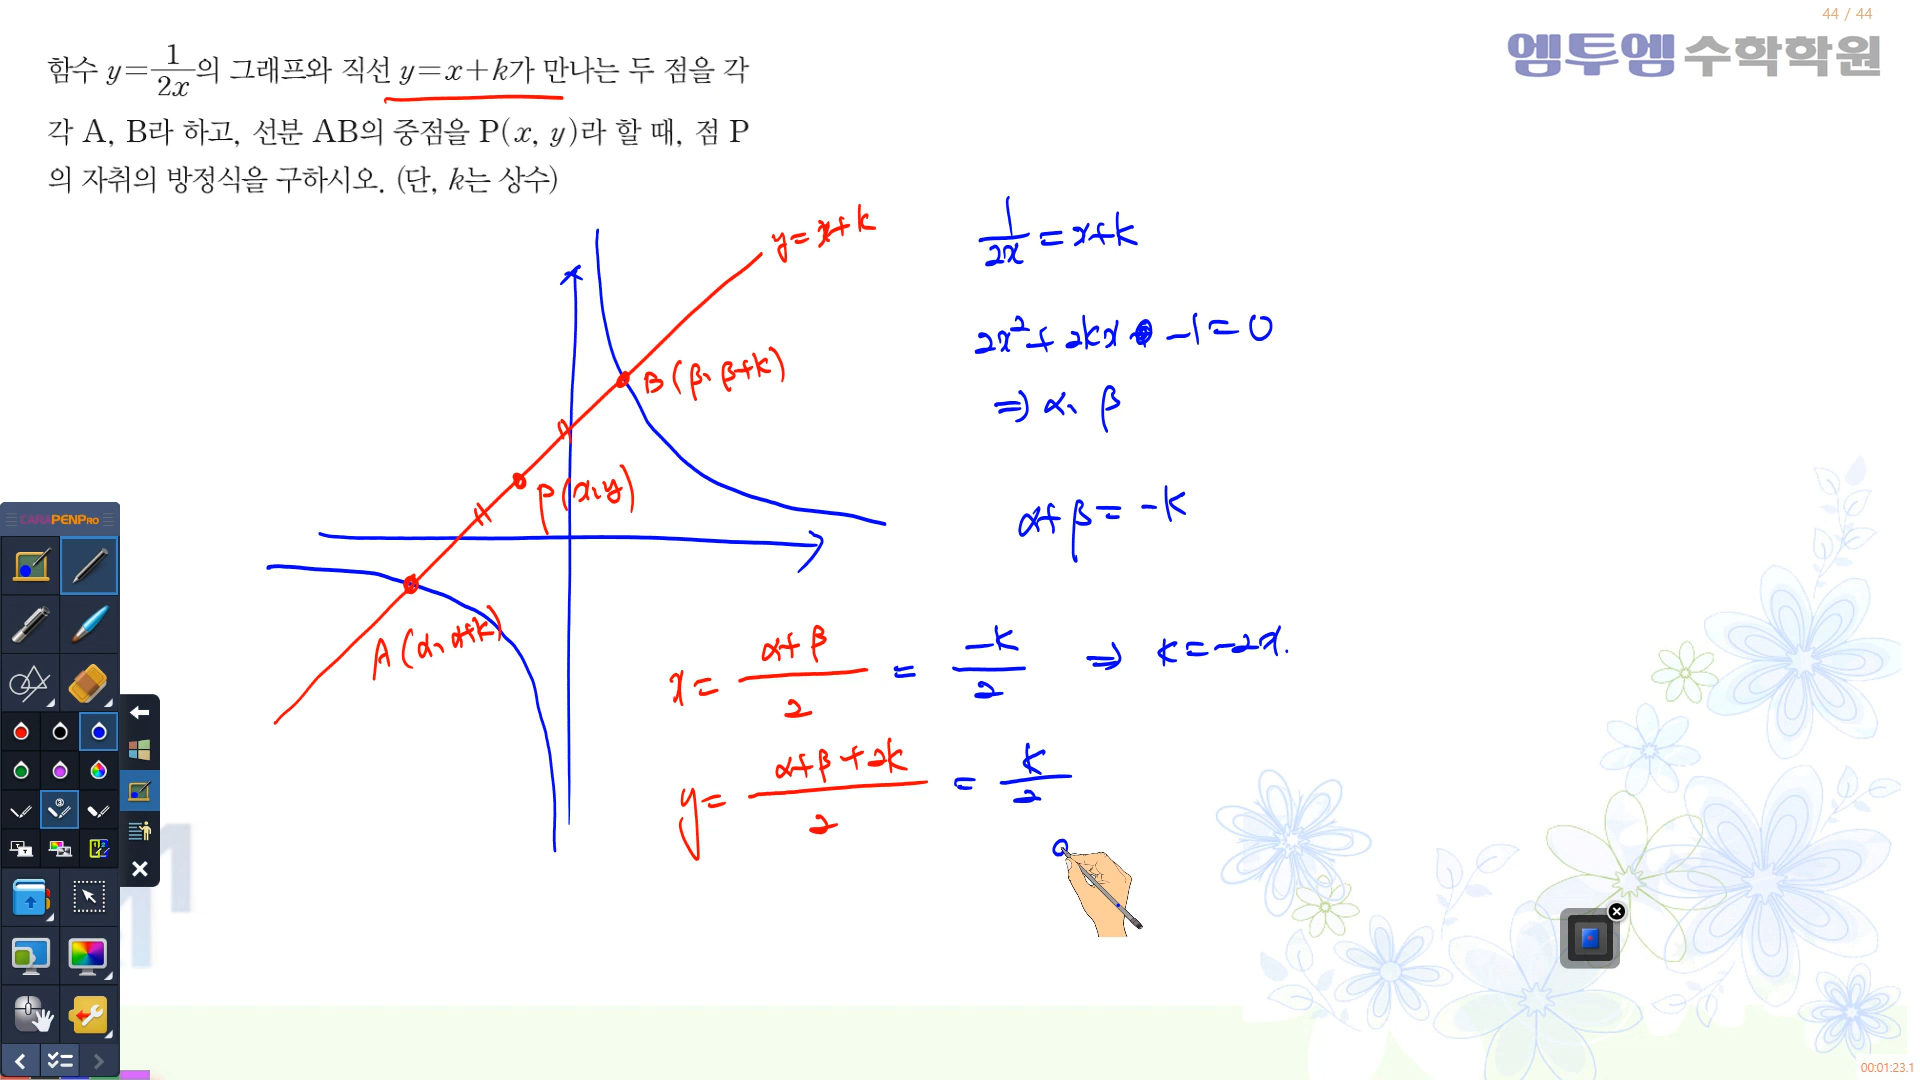 44 / 44
엠투엠 수학학원
함수 y=1/2x의 그래프와 직선 y=x+k가 만나는 두 점을 각
각 A, B라 하고, 선분 AB의 중점을 P(x, y)라 할 때, 점 P
의 자취의 방정식을 구하시오. (단, k는 상수)
y=x+k
B(β, β+k)
P(x,y)
A(α, α+k)
1/2x = x+k
2x²+2kx -1=0
⇒ α, β
α+β=-k
x= α+β/2 = -k/2 ⇒ k=-2x.
y= α+β+2k/2 = k/2
CARAPENPRO
00:01:23.1